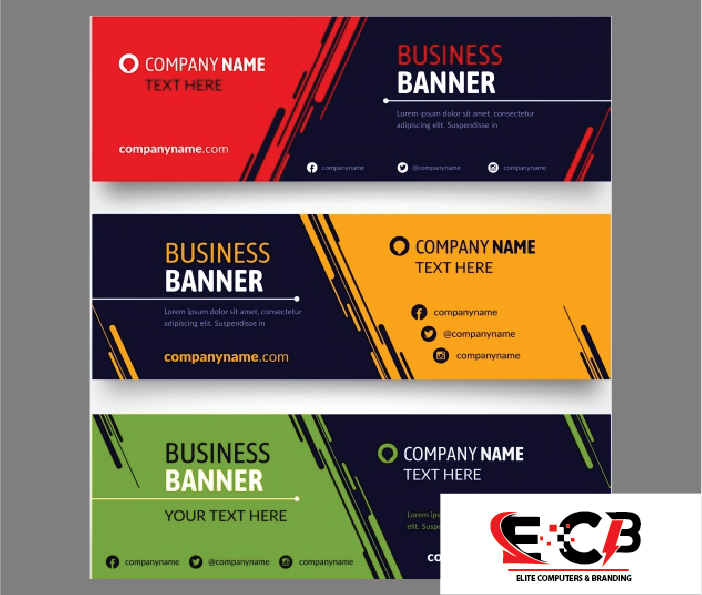 COMPANY NAME
TEXT HERE
companyname.com
BUSINESS
BANNER
Lorem ipsum dolor sit amet, consectetur
adipiscing elit. Suspendisse in
companyname @companyname companyname
BUSINESS
BANNER
Lorem ipsum dolor sit amet, consectetur
adipiscing elit. Suspendisse in
companyname.com
COMPANY NAME
TEXT HERE
companyname
@companyname
companyname
BUSINESS
BANNER
YOUR TEXT HERE
companyname @companyname companyname
COMPANY NAME
TEXT HERE
Lorem
ECB
ELITE COMPUTERS & BRANDING